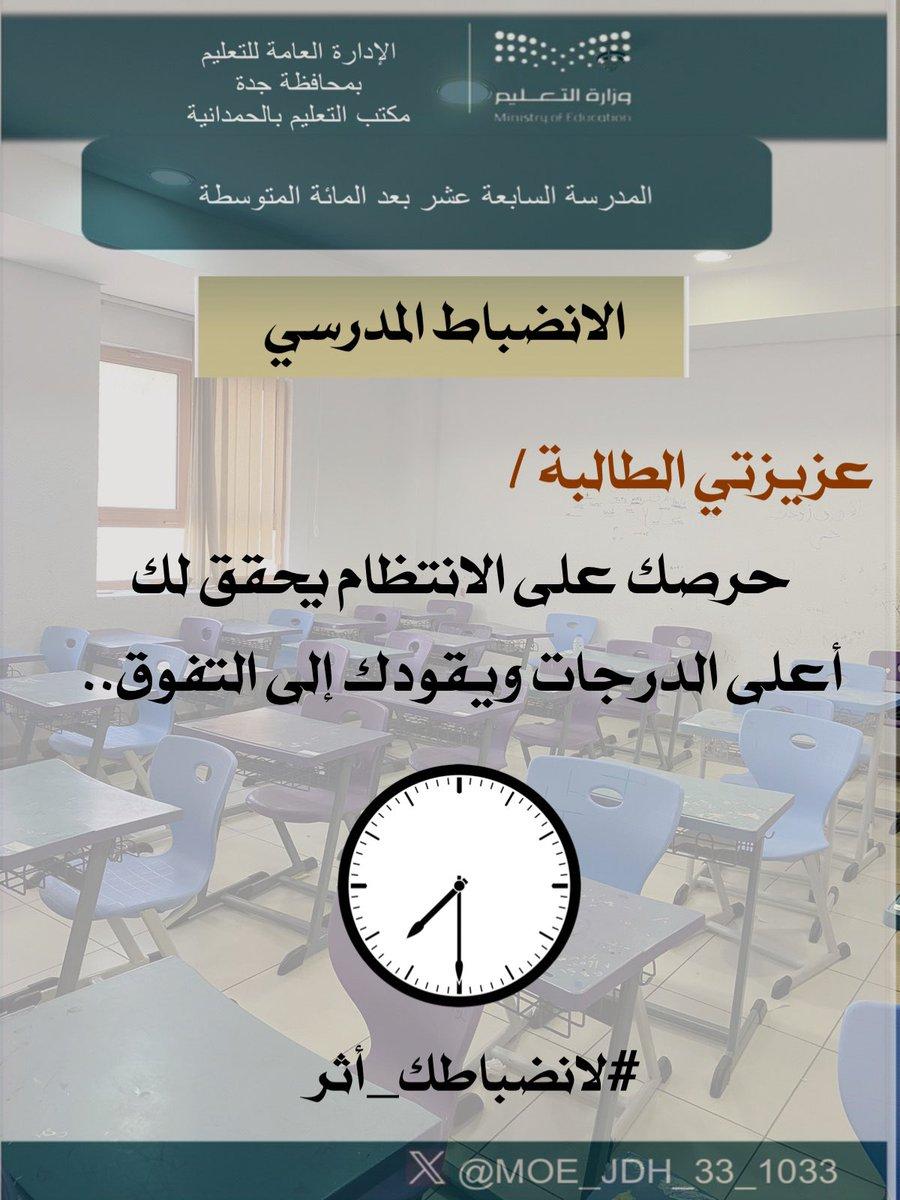 وزارة التعليم
Ministry of Education
الإدارة العامة للتعليم
بمحافظة جدة
مكتب التعليم بالحمدانية
المدرسة السابعة عشر بعد المائة المتوسطة
الانضباط المدرسي
عزيزتي الطالبة /
حرصك على الانتظام يحقق لك
أعلى الدرجات ويقودك إلى التفوق..
#لانضباطك_أثر
X @MOE_JDH_33_1033